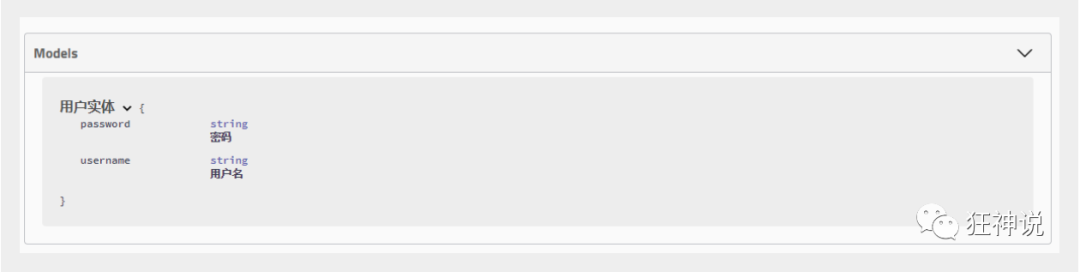 Models
用户实体 {
password string
密码
username string
用户名
}
狂神说